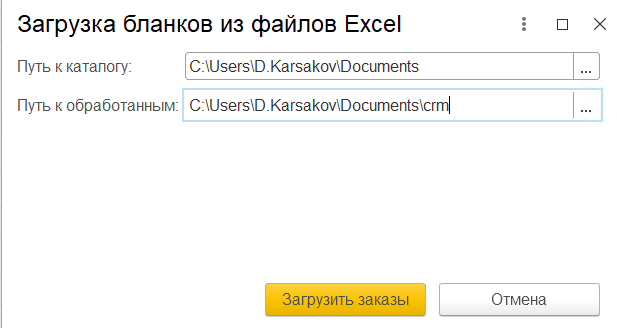 Загрузка бланков из файлов Excel
Путь к каталогу: C:\Users\D.Karsakov\Documents ...
Путь к обработанным: C:\Users\D.Karsakov\Documents\crm ...
Загрузить заказы Отмена